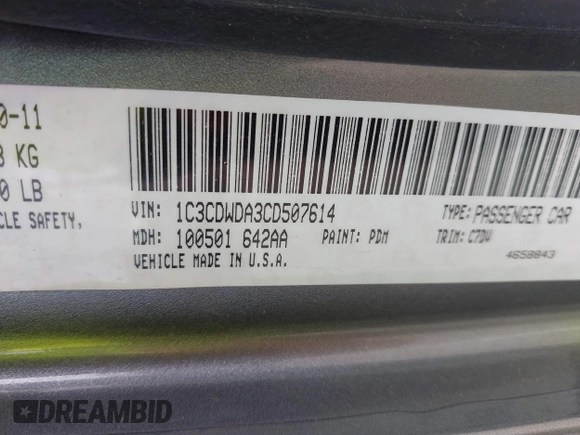 0-11
KG
0 LB
CLE SAFETY,
VIN: 1C3CDWDA3CD507614 TYPE: PASSENGER CAR
MDH: 100501 642AA PAINT: PDM TRIM: C7DW
VEHICLE MADE IN U.S.A. 4658843
DREAMBID